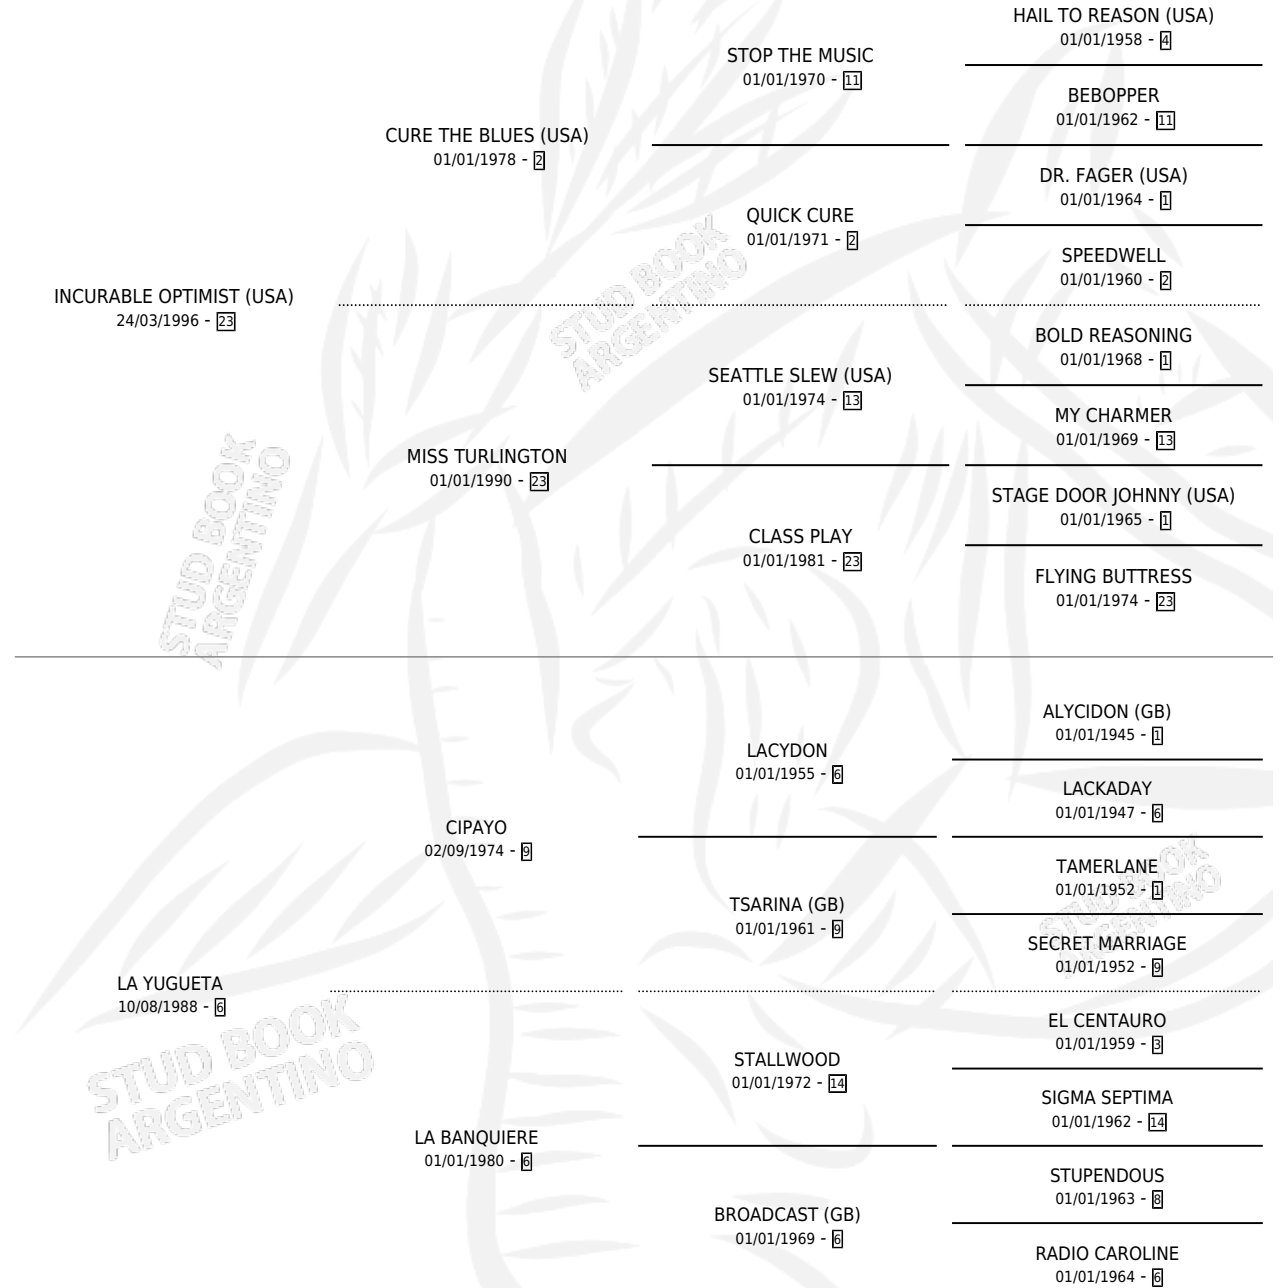 HAIL TO REASON (USA)
01/01/1958 - 4
STOP THE MUSIC
01/01/1970 - 11
BEBOPPER
01/01/1962 - 11
CURE THE BLUES (USA)
01/01/1978 - 2
DR. FAGER (USA)
01/01/1964 - 1
QUICK CURE
01/01/1971 - 2
SPEEDWELL
01/01/1960 - 2
INCURABLE OPTIMIST (USA)
24/03/1996 - 23
BOLD REASONING
01/01/1968 - 1
SEATTLE SLEW (USA)
01/01/1974 - 13
MY CHARMER
01/01/1969 - 13
MISS TURLINGTON
01/01/1990 - 23
STAGE DOOR JOHNNY (USA)
01/01/1965 - 1
CLASS PLAY
01/01/1981 - 23
FLYING BUTTRESS
01/01/1974 - 23
ALYCIDON (GB)
01/01/1945 - 1
LACYDON
01/01/1955 - 6
LACKADAY
01/01/1947 - 6
CIPAYO
02/09/1974 - 9
TAMERLANE
01/01/1952 - 1
TSARINA (GB)
01/01/1961 - 9
SECRET MARRIAGE
01/01/1952 - 9
LA YUGUETA
10/08/1988 - 6
EL CENTAURO
01/01/1959 - 3
STALLWOOD
01/01/1972 - 14
SIGMA SEPTIMA
01/01/1962 - 14
LA BANQUIERE
01/01/1980 - 6
STUPENDOUS
01/01/1963 - 8
BROADCAST (GB)
01/01/1969 - 6
RADIO CAROLINE
01/01/1964 - 6
STUD BOOK
ARGENTINO
STUD BOOK
ARGENTINO
STUD BOOK
ARGENTINO
STUD BOOK
ARGENTINO